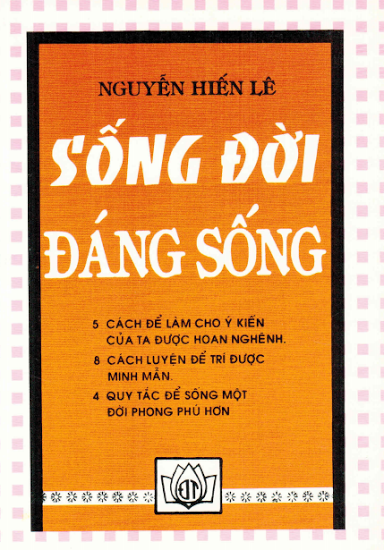 NGUYỄN HIẾN LÊ
SỐNG ĐỜI
ĐÁNG SỐNG
5 CÁCH ĐỂ LÀM CHO Ý KIẾN
CỦA TA ĐƯỢC HOAN NGHÊNH.
8 CÁCH LUYỆN ĐỂ TRÍ ĐƯỢC
MINH MẪN.
4 QUY TẮC ĐỂ SỐNG MỘT
ĐỜI PHONG PHÚ HƠN